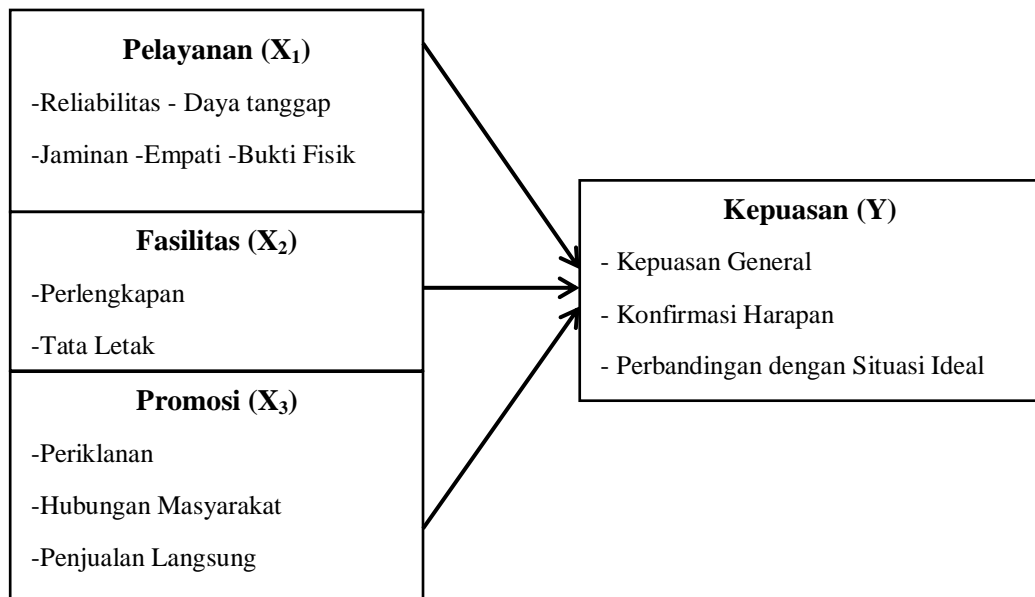 Pelayanan (X₁)
-Reliabilitas - Daya tanggap
-Jaminan -Empati -Bukti Fisik
Fasilitas (X₂)
-Perlengkapan
-Tata Letak
Promosi (X₃)
-Periklanan
-Hubungan Masyarakat
-Penjualan Langsung
Kepuasan (Y)
- Kepuasan General
- Konfirmasi Harapan
- Perbandingan dengan Situasi Ideal